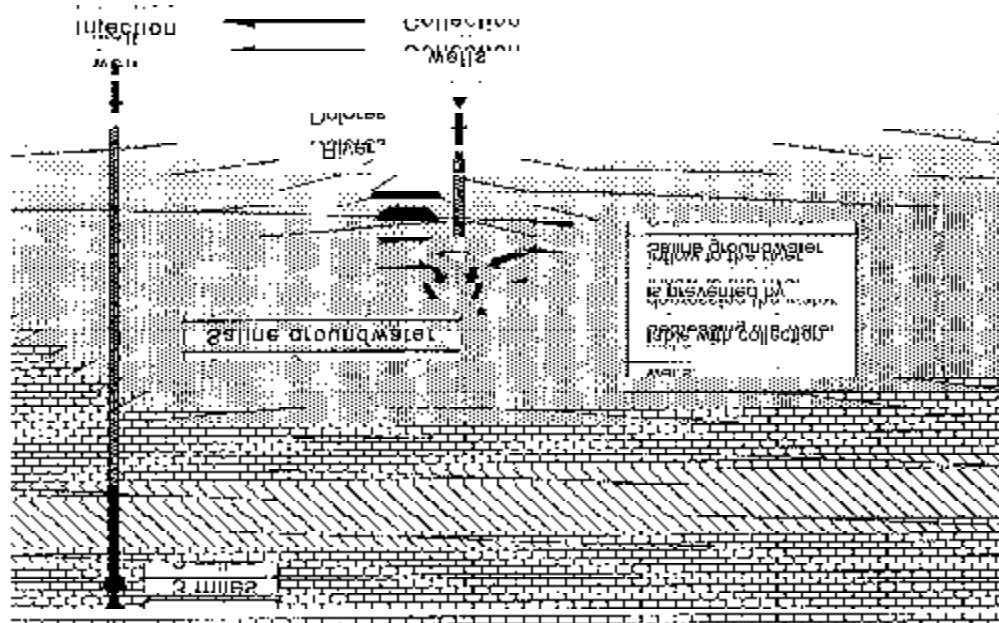 Injection
well
Collection
wells
Dolores
River
Saline groundwater
inflow to the river
is prevented by
decreasing the water
table with collection
wells
Saline groundwater
3 miles